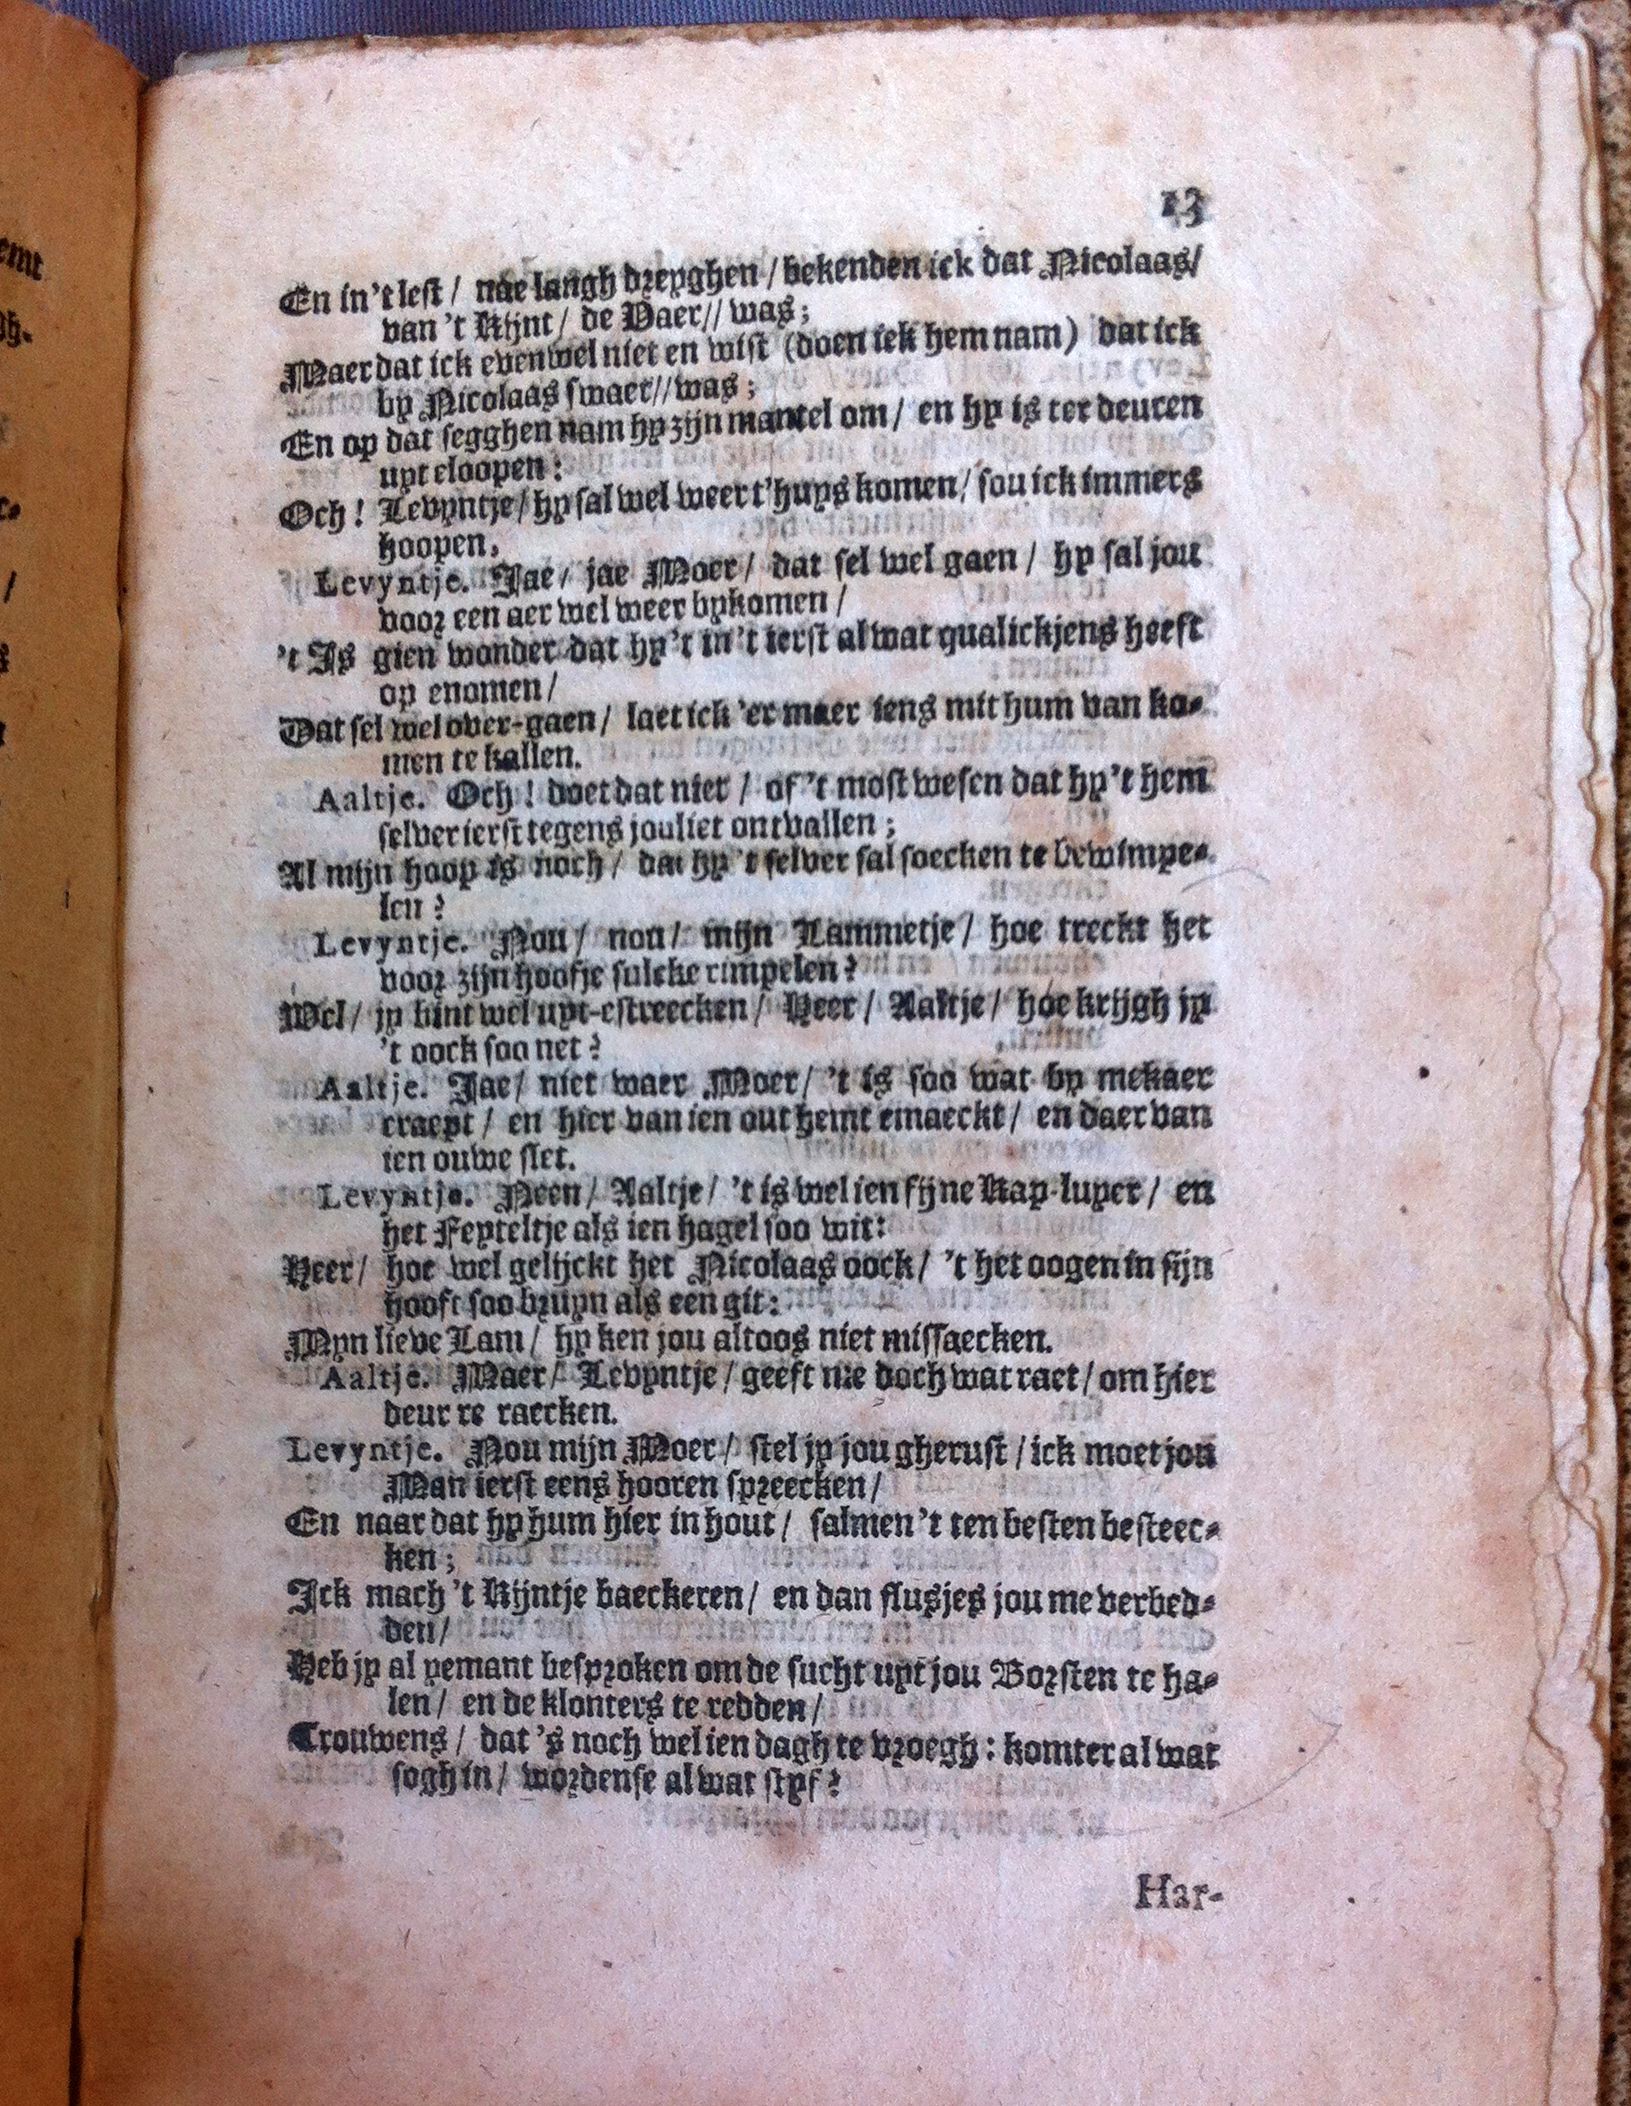 13
En in 't lest / nae langh dreyghen / bekenden ick dat Nicolaas/
van 't Kijnt / de Vaer// was;
Maer dat ick evenwel niet en wist (doen ick hem nam) dat ick
by Nicolaas swaer// was;
En op dat segghen nam hy zijn mantel om / en hy is ter deuren
uyt eloopen:
Och! Levyntje / hy sal wel weer t'huys komen / sou ick immers
hoopen.
Levyntje. Jae / jae Moer / dat sel wel gaen / hy sal jou
voor een aer wel weer bykomen /
't Is gien wonder dat hy 't in 't ierst al wat qualickjens heeft
op enomen /
Dat sel wel over-gaen / laet ick 'er maer iens mit hum van ko-
men te kallen.
Aaltje. Och! doet dat niet / of 't most wesen dat hy 't hem
selver ierst tegens jouliet ontvallen;
Al mijn hoop is noch / dat hy 't selver sal soecken te bewimpe-
len?
Levyntje. Nou / nou / mijn Lammetje / hoe treckt het
voor zijn hoofje sulcke rimpelen?
Wel / jy bint wel uyt-estreecken / Heer / Aaltje / hoe krijgh jy
't oock soo net?
Aaltje. Jae / niet waer Moer / 't is soo wat by mekaer
eraept / en hier van ien out hemt emaeckt / en daer van
ien ouwe slet.
Levyntje. Neen / Aaltje / 't is wel ien fijne Kap-luyer / en
het Feyteltje als ien hagel soo wit:
Heer / hoe wel gelijckt het Nicolaas oock / 't het oogen in sijn
hooft soo bruyn als een git:
Myn lieve Lam / hy ken jou altoos niet missaecken.
Aaltje. Maer / Levyntje / geeft me doch wat raet / om hier
deur te raecken.
Levyntje. Nou mijn Moer / stel jy jou gherust / ick moet jou
Man ierst eens hooren spreecken /
En naar dat hy hum hier in hout / salmen 't ten besten besteec-
ken;
Ick mach 't Kijntje baeckeren / en dan flusjes jou me verbed-
den /
Heb jy al yemant besproken om de sucht uyt jou Borsten te ha-
len / en de klonters te redden /
Trouwens / dat 's noch wel ien dagh te vroegh: komter al wat
sogh in / wordense al wat styf?
Har-